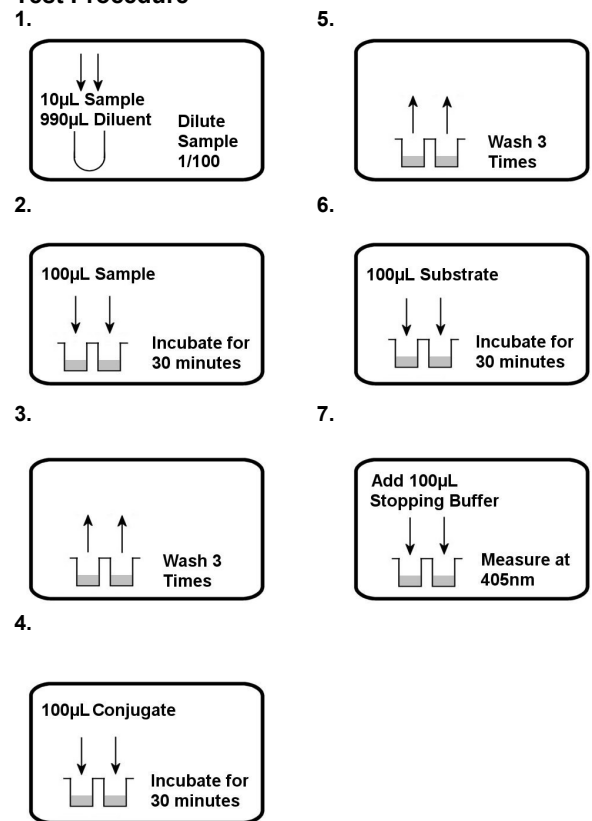 Test Procedure
1.
10µL Sample
990µL Diluent
Dilute
Sample
1/100
2.
100µL Sample
Incubate for
30 minutes
3.
Wash 3
Times
4.
100µL Conjugate
Incubate for
30 minutes
5.
Wash 3
Times
6.
100µL Substrate
Incubate for
30 minutes
7.
Add 100µL
Stopping Buffer
Measure at
405nm